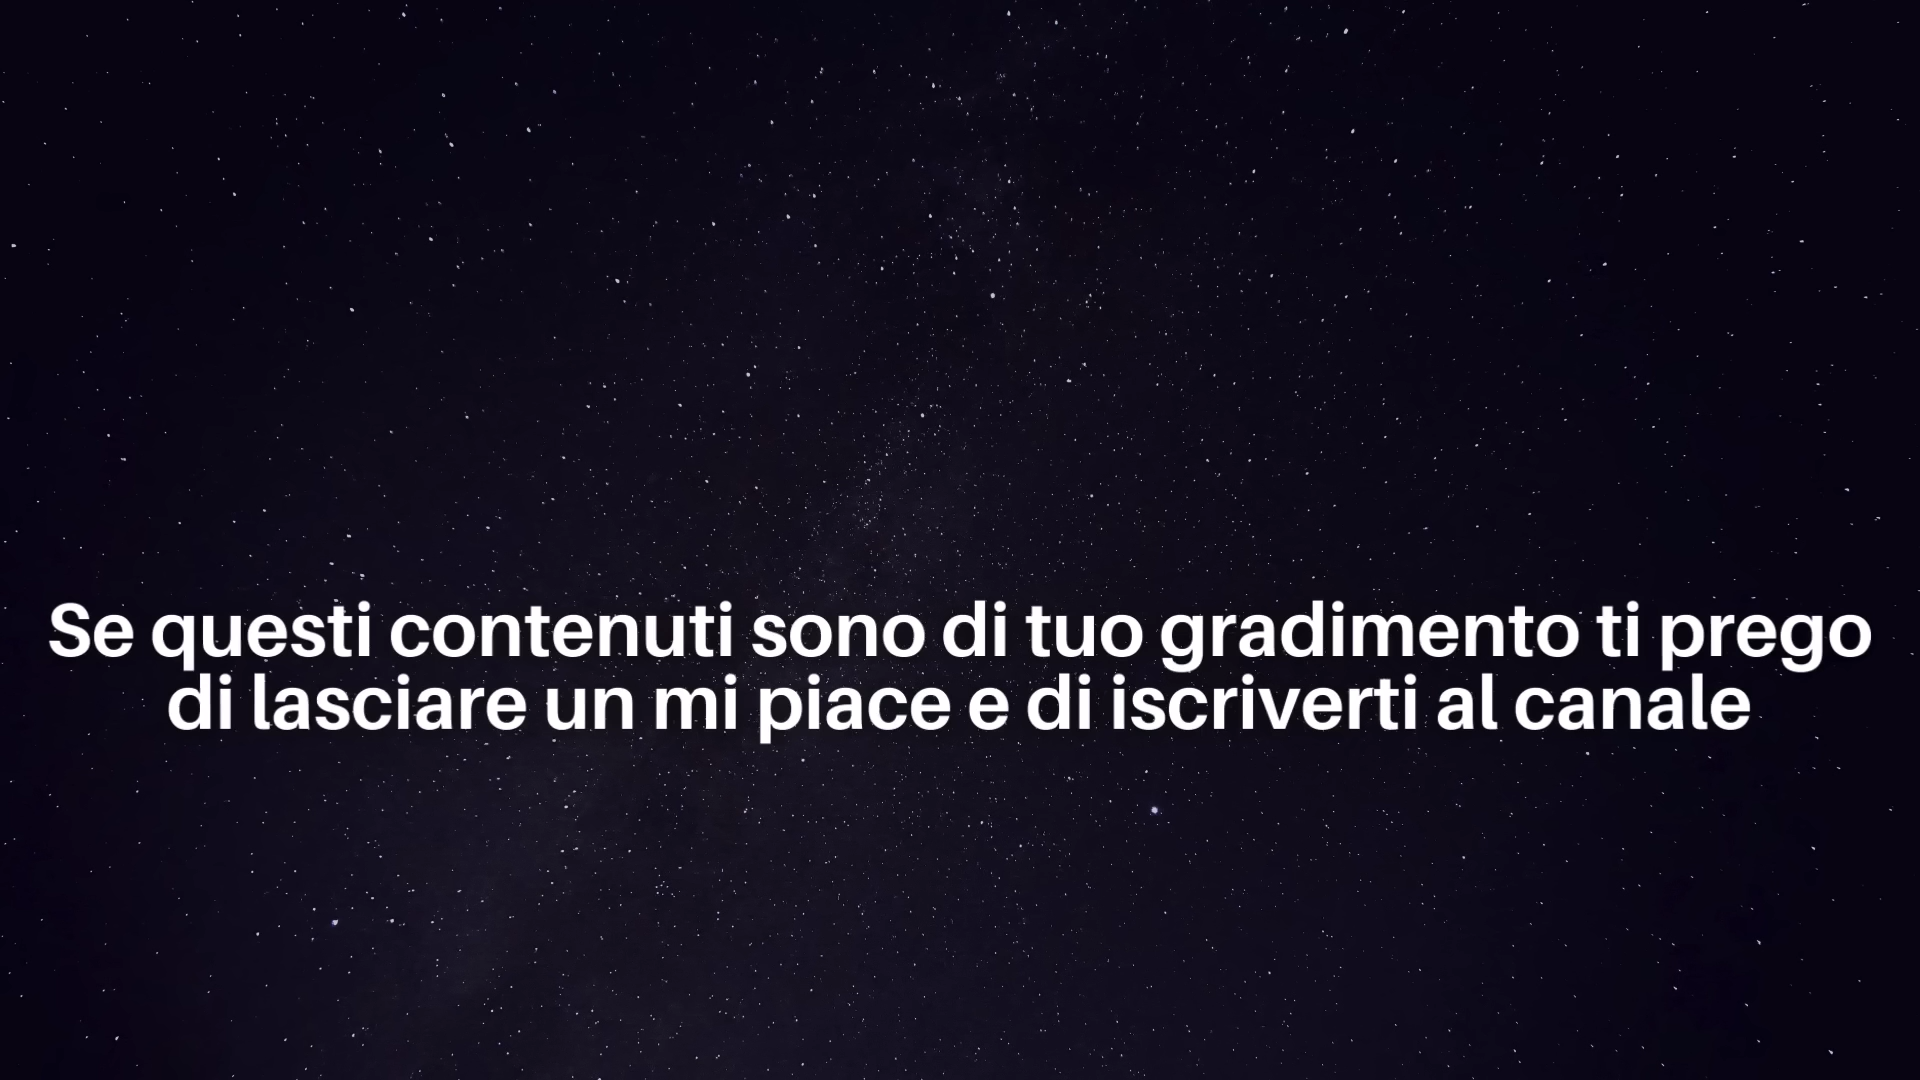 Se questi contenuti sono di tuo gradimento ti prego
di lasciare un mi piace e di iscriverti al canale